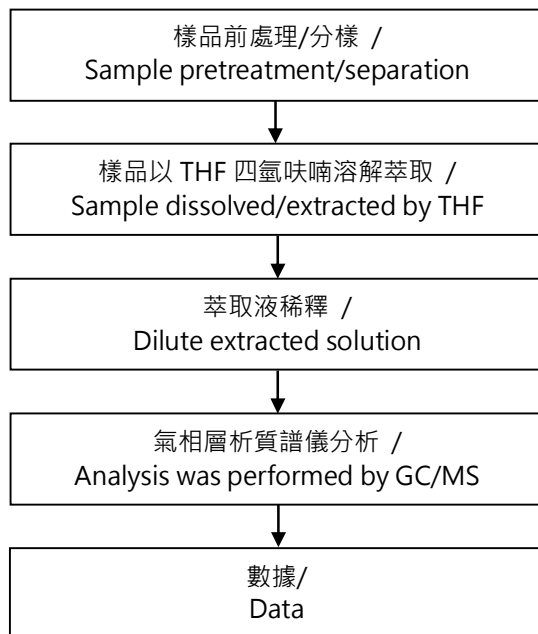 樣品前處理/分樣 /
Sample pretreatment/separation
樣品以 THF 四氫呋喃溶解萃取 /
Sample dissolved/extracted by THF
萃取液稀釋 /
Dilute extracted solution
氣相層析質譜儀分析 /
Analysis was performed by GC/MS
數據/
Data